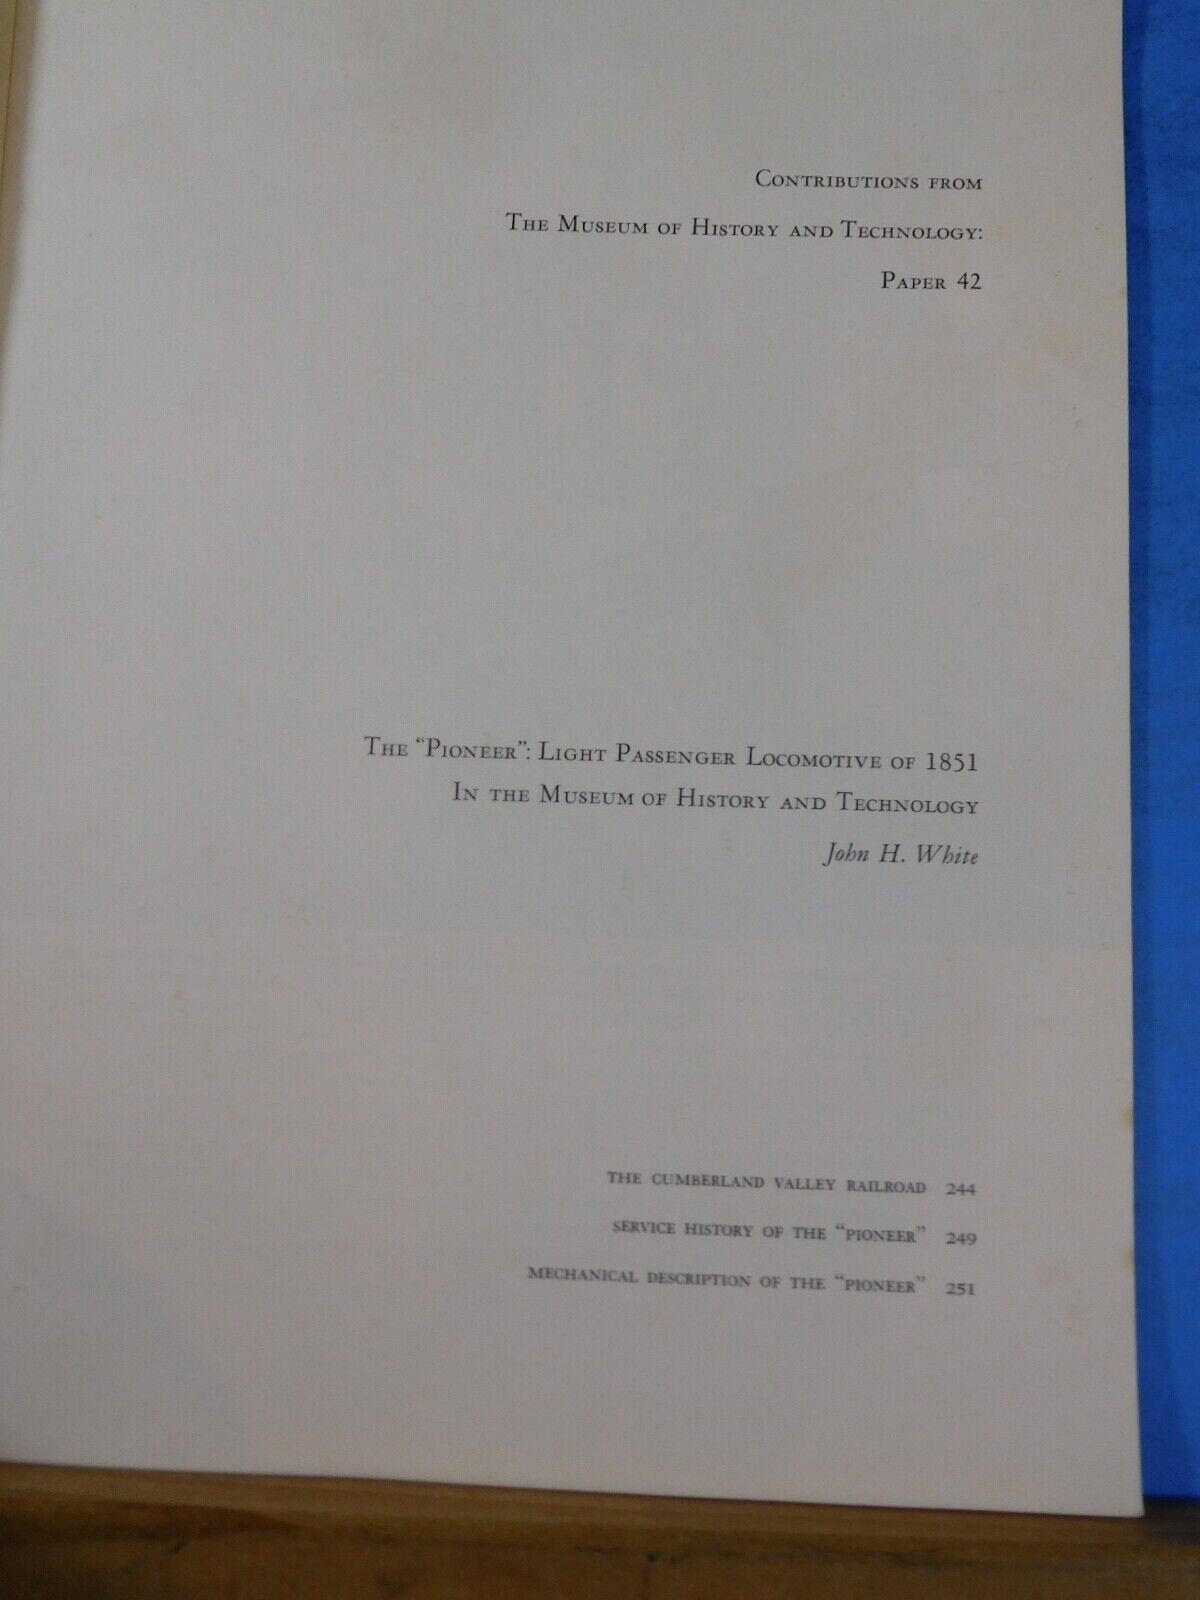 CONTRIBUTIONS FROM
THE MUSEUM OF HISTORY AND TECHNOLOGY:
PAPER 42
THE "PIONEER": LIGHT PASSENGER LOCOMOTIVE OF 1851
IN THE MUSEUM OF HISTORY AND TECHNOLOGY
John H. White
THE CUMBERLAND VALLEY RAILROAD 244
SERVICE HISTORY OF THE "PIONEER" 249
MECHANICAL DESCRIPTION OF THE "PIONEER" 251